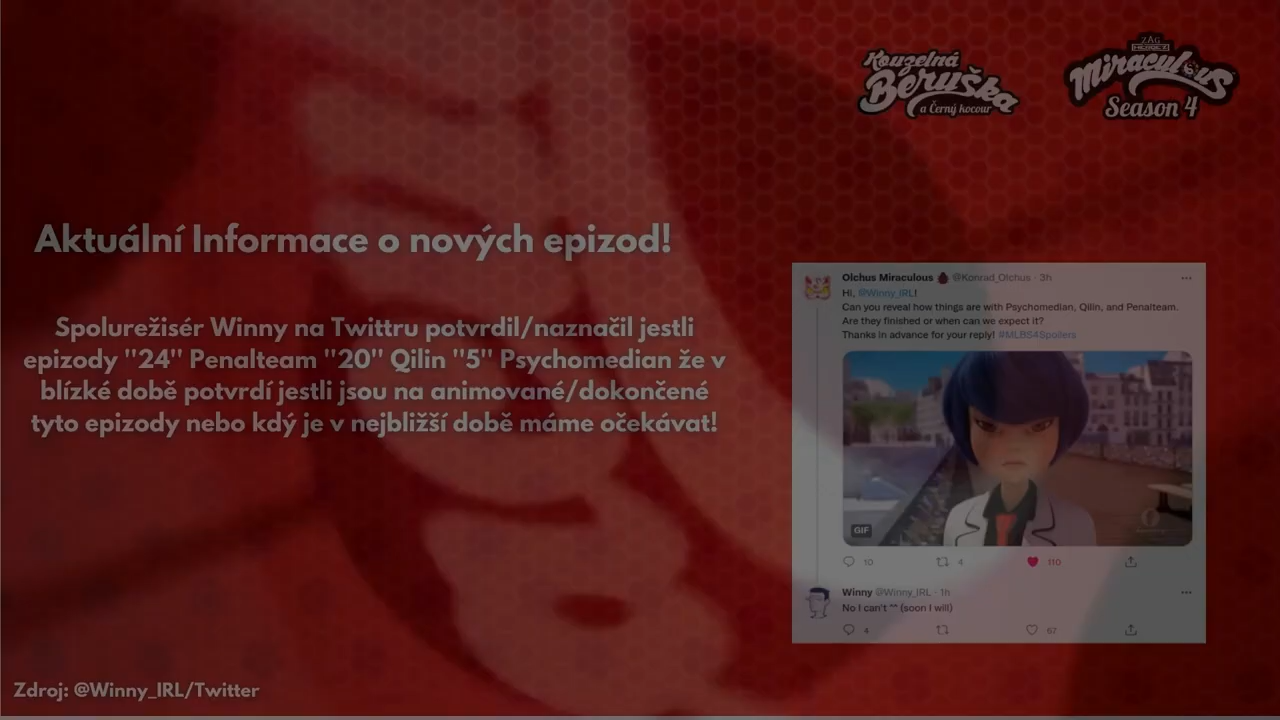 Kouzelná
Beruška
a Černý kocour
ZAG
HEROEZ
Miraculous
Season 4
Aktuální Informace o nových epizod!
Spolurežisér Winny na Twittru potvrdil/naznačil jestli
epizody "24" Penalteam "20" Qilin "5" Psychomedian že v
blízké době potvrdí jestli jsou na animované/dokončené
tyto epizody nebo kdý je v nejbližší době máme očekávat!
Olchus Miraculous 🐞 @Konrad_Olchus · 3h
Hi, @Winny_IRL!
Can you reveal how things are with Psychomedian, Qilin, and Penalteam.
Are they finished or when can we expect it?
Thanks in advance for your reply! #MLBS4Spoilers
GIF
10 4 110
Winny @Winny_IRL · 1h
No I can't ^^ (soon I will)
4 67
Zdroj: @Winny_IRL/Twitter